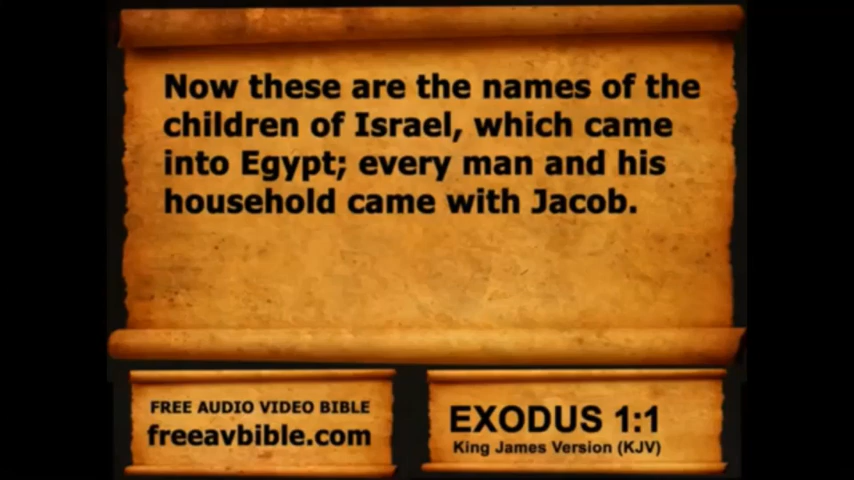 Now these are the names of the
children of Israel, which came
into Egypt; every man and his
household came with Jacob.
FREE AUDIO VIDEO BIBLE
freeavbible.com
EXODUS 1:1
King James Version (KJV)